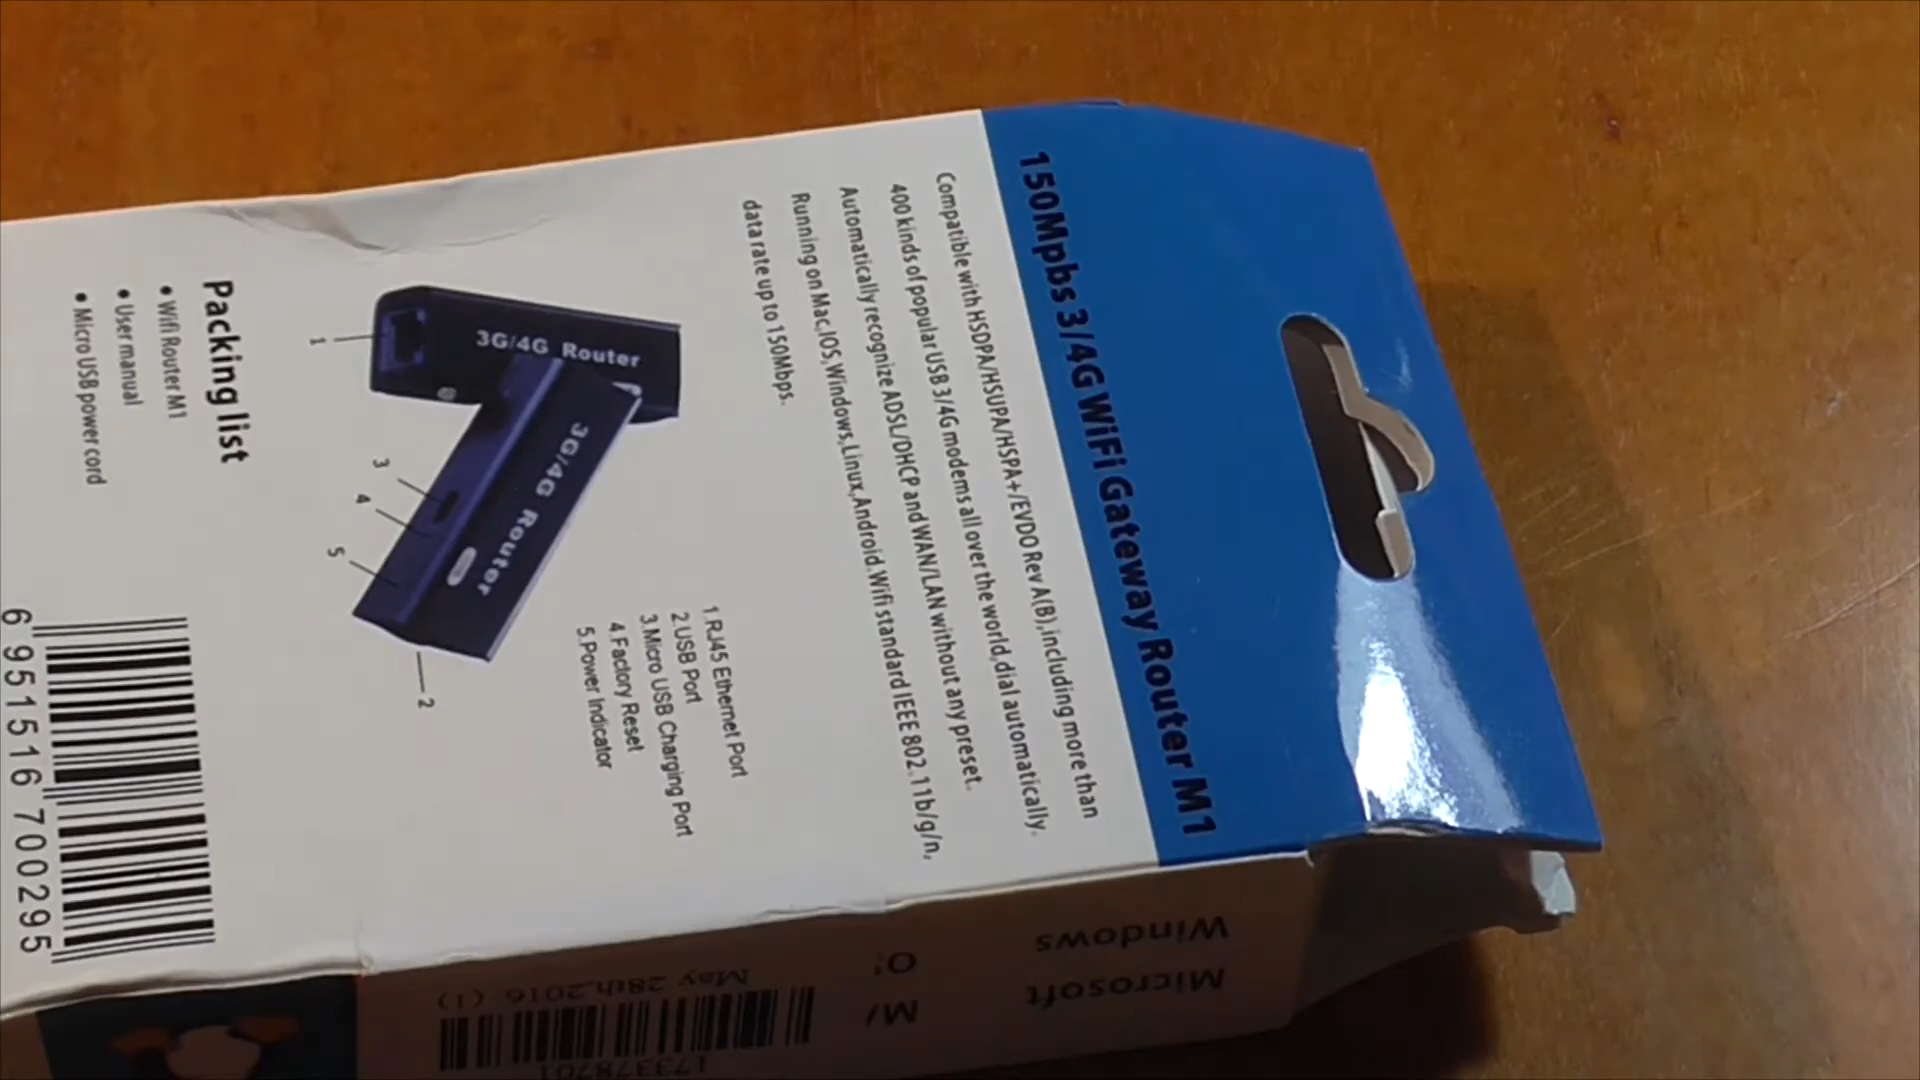 150Mpbs 3/4G WiFi Gateway Router M1
Compatible with HSDPA/HSUPA/HSPA+/EVDO Rev A(B),including more than
400 kinds of popular USB 3/4G modems all over the world,dial automatically.
Automatically recognize ADSL/DHCP and WAN/LAN without any preset.
Running on Mac,IOS,Windows,Linux,Android.Wifi standard IEEE 802.11b/g/n,
data rate up to 150Mbps.
1.RJ45 Ethernet Port
2.USB Port
3.Micro USB Charging Port
4.Factory Reset
5.Power Indicator
3G/4G Router
3G/4G Router
1
3
4
5
2
Packing list
• Wifi Router M1
• User manual
• Micro USB power cord
6 951516 700295
Microsoft
Windows
May 28th.2016 (1)